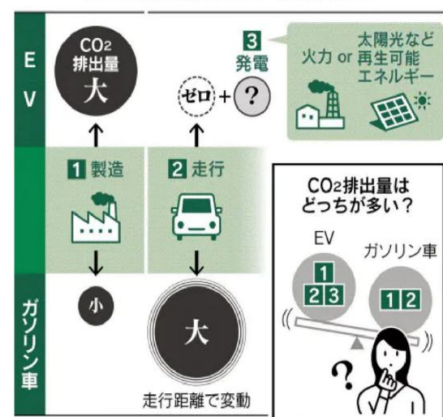 EV
CO2
排出量
大
ゼロ + ?
3
発電
火力 or
太陽光など
再生可能
エネルギー
1 製造
2 走行
ガソリン車
小
大
走行距離で変動
CO2排出量は
どっちが多い?
EV
1
2 3
ガソリン車
1 2
?